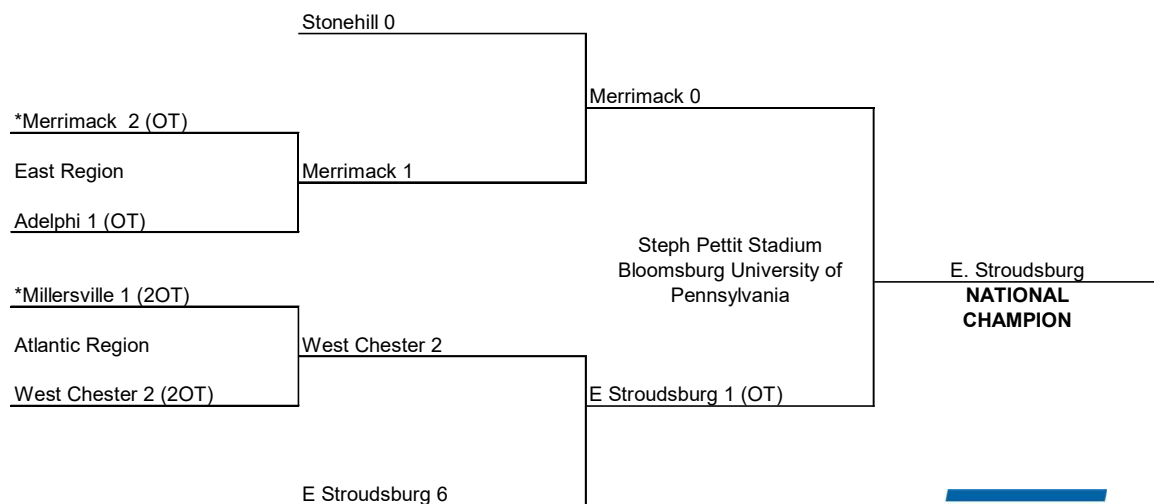 Stonehill 0
Merrimack 0
*Merrimack  2 (OT)
East Region
Merrimack 1
Adelphi 1 (OT)
Steph Pettit Stadium
Bloomsburg University of
Pennsylvania
E. Stroudsburg
NATIONAL
CHAMPION
*Millersville 1 (2OT)
Atlantic Region
West Chester 2
West Chester 2 (2OT)
E Stroudsburg 1 (OT)
E Stroudsburg 6